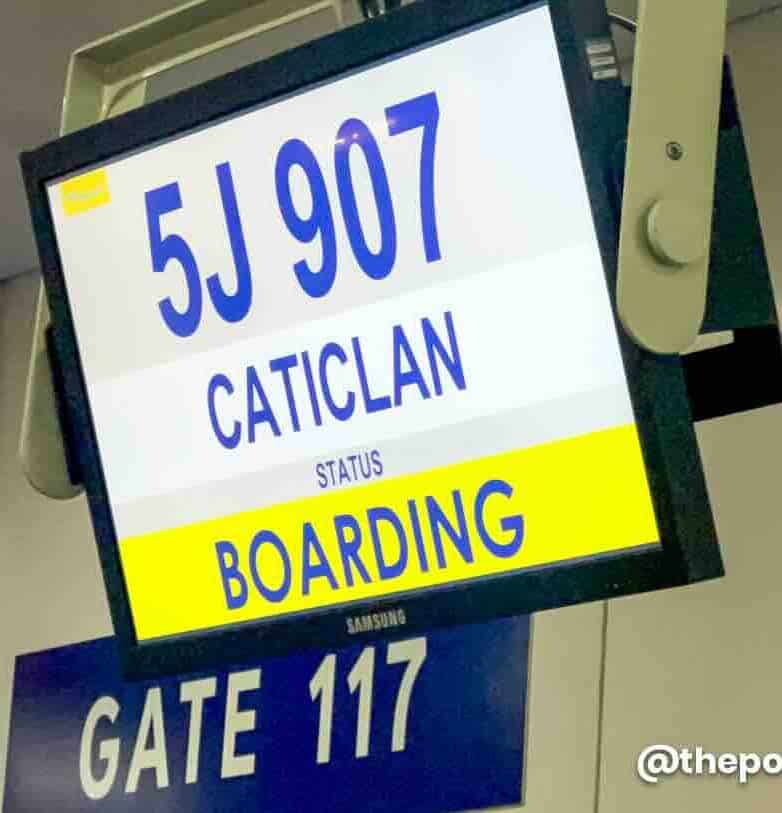 5J 907
CATICLAN
STATUS
BOARDING
SAMSUNG
GATE 117
@thepo